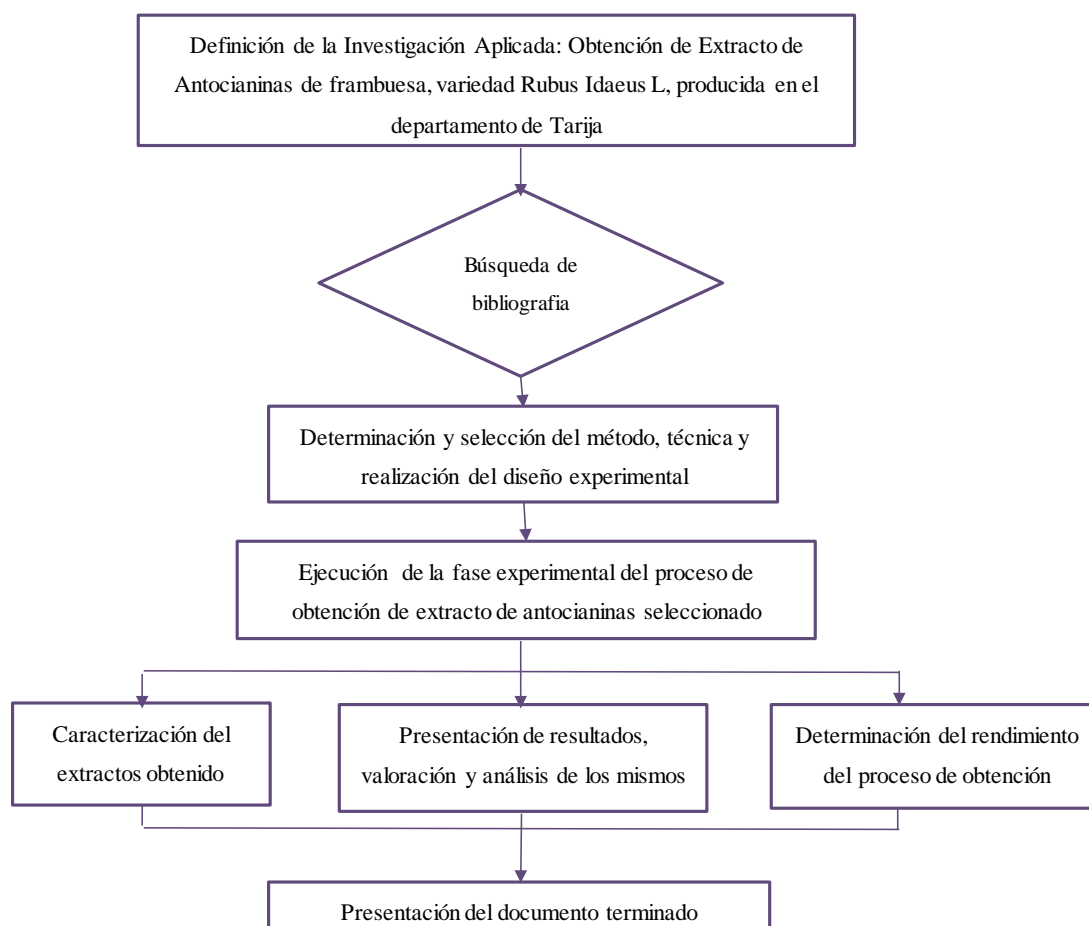 Definición de la Investigación Aplicada: Obtención de Extracto de
Antocianinas de frambuesa, variedad Rubus Idaeus L, producida en el
departamento de Tarija
Búsqueda de
bibliografia
Determinación y selección del método, técnica y
realización del diseño experimental
Ejecución de la fase experimental del proceso de
obtención de extracto de antocianinas seleccionado
Caracterización del
extractos obtenido
Presentación de resultados,
valoración y análisis de los mismos
Determinación del rendimiento
del proceso de obtención
Presentación del documento terminado